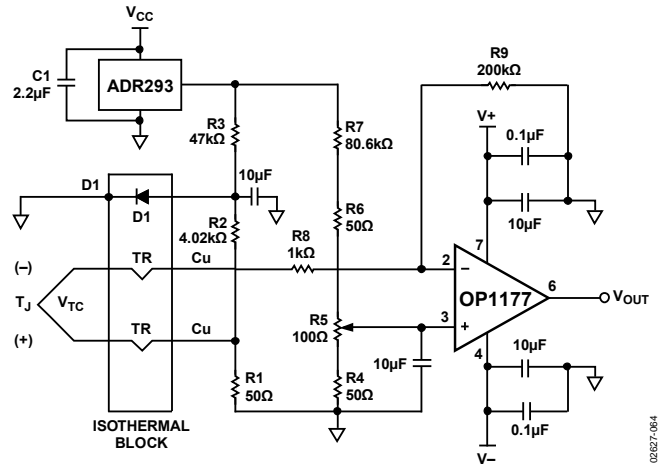 VCC
C1
2.2µF
ADR293
R9
200kΩ
R3
47kΩ
R7
80.6kΩ
V+
0.1µF
10µF
D1
D1
10µF
R2
4.02kΩ
R6
50Ω
R8
1kΩ
(–)
TR
Cu
TJ
VTC
2
–
7
OP1177
6
VOUT
(+)
TR
Cu
R5
100Ω
3
+
4
10µF
10µF
R1
50Ω
R4
50Ω
0.1µF
ISOTHERMAL
BLOCK
V–
02627-064